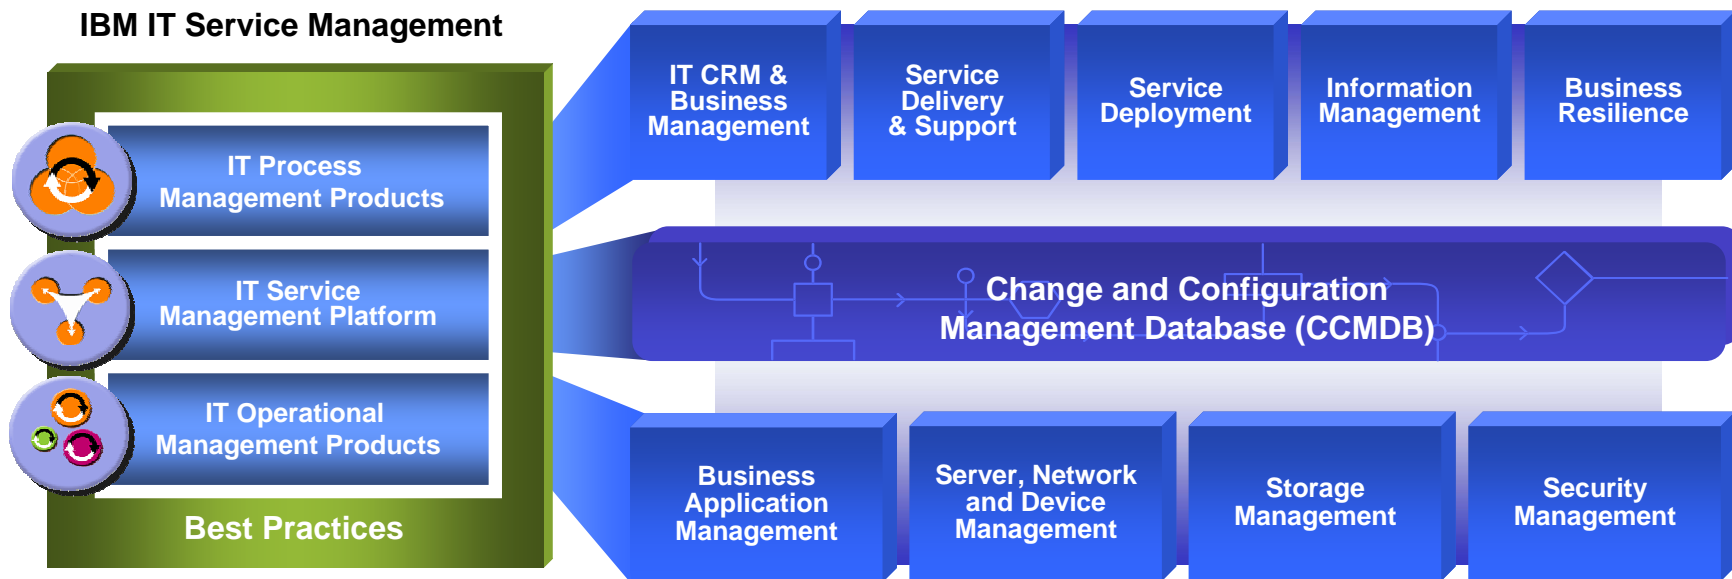 IBM IT Service Management
IT Process
Management Products
IT Service
Management Platform
IT Operational
Management Products
Best Practices
IT CRM &
Business
Management
Service
Delivery
& Support
Service
Deployment
Information
Management
Business
Resilience
Change and Configuration
Management Database (CCMDB)
Business
Application
Management
Server, Network
and Device
Management
Storage
Management
Security
Management